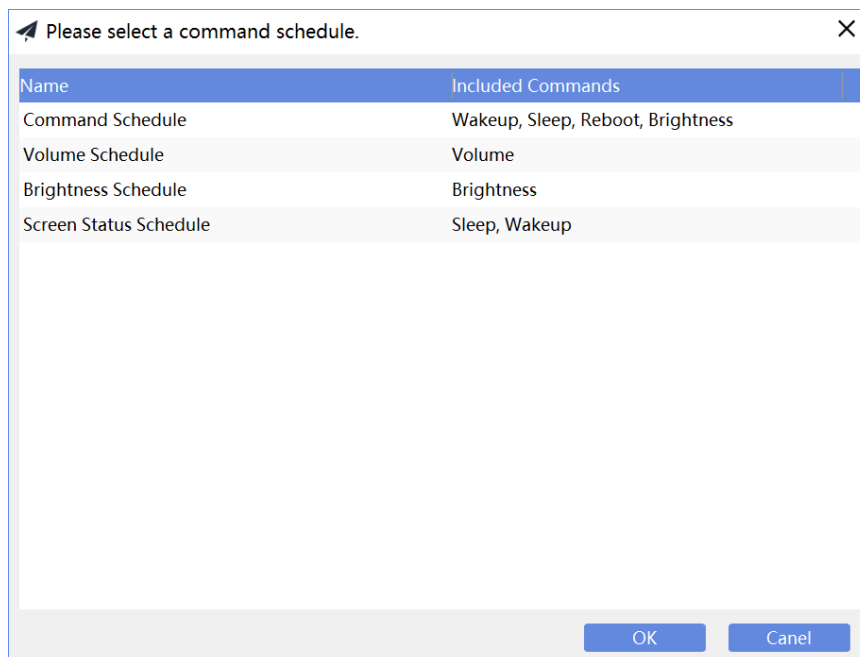 Please select a command schedule.
Name Included Commands
Command Schedule Wakeup, Sleep, Reboot, Brightness
Volume Schedule Volume
Brightness Schedule Brightness
Screen Status Schedule Sleep, Wakeup
OK Canel